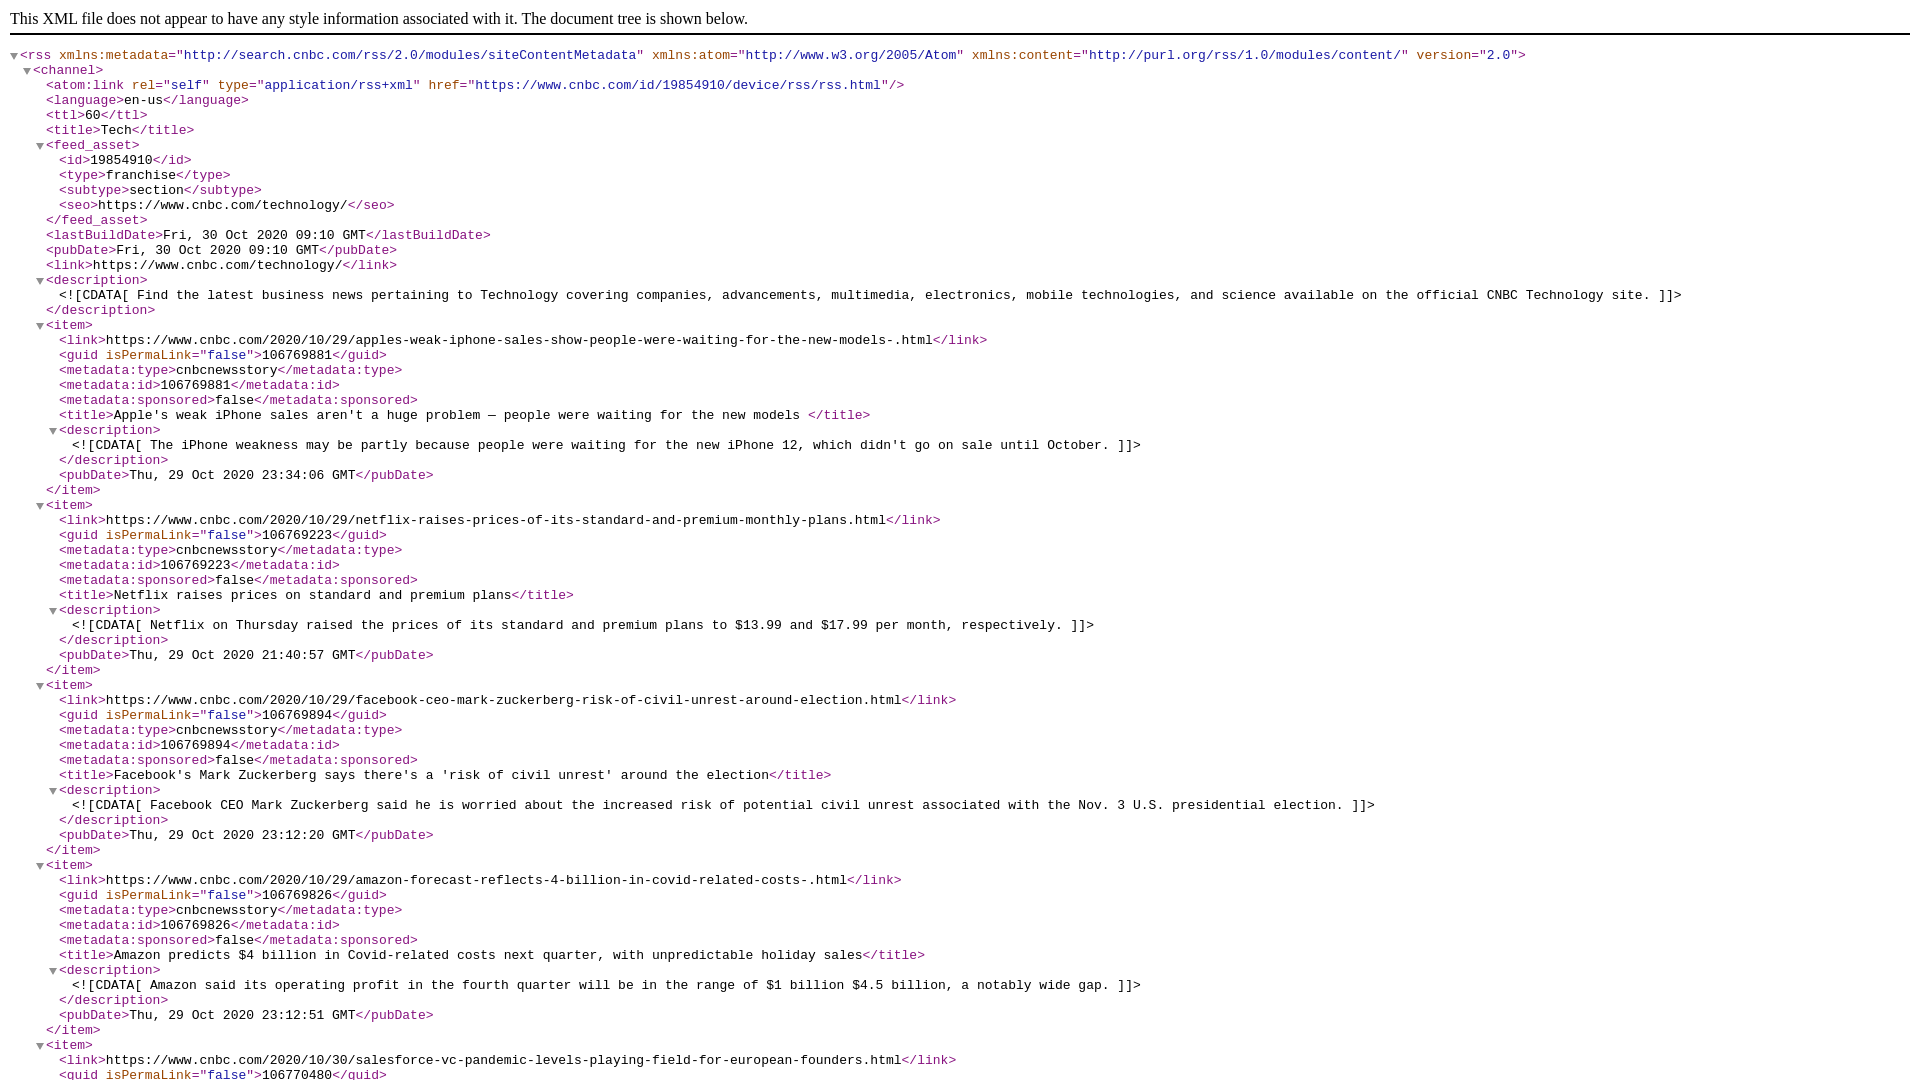 This XML file does not appear to have any style information associated with it. The document tree is shown below.
<rss xmlns:metadata="http://search.cnbc.com/rss/2.0/modules/siteContentMetadata" xmlns:atom="http://www.w3.org/2005/Atom" xmlns:content="http://purl.org/rss/1.0/modules/content/" version="2.0">
<channel>
<atom:link rel="self" type="application/rss+xml" href="https://www.cnbc.com/id/19854910/device/rss/rss.html"/>
<language>en-us</language>
<ttl>60</ttl>
<title>Tech</title>
<feed_asset>
<id>19854910</id>
<type>franchise</type>
<subtype>section</subtype>
<seo>https://www.cnbc.com/technology/</seo>
</feed_asset>
<lastBuildDate>Fri, 30 Oct 2020 09:10 GMT</lastBuildDate>
<pubDate>Fri, 30 Oct 2020 09:10 GMT</pubDate>
<link>https://www.cnbc.com/technology/</link>
<description>
<![CDATA[ Find the latest business news pertaining to Technology covering companies, advancements, multimedia, electronics, mobile technologies, and science available on the official CNBC Technology site. ]]>
</description>
<item>
<link>https://www.cnbc.com/2020/10/29/apples-weak-iphone-sales-show-people-were-waiting-for-the-new-models-.html</link>
<guid isPermaLink="false">106769881</guid>
<metadata:type>cnbcnewsstory</metadata:type>
<metadata:id>106769881</metadata:id>
<metadata:sponsored>false</metadata:sponsored>
<title>Apple's weak iPhone sales aren't a huge problem — people were waiting for the new models </title>
<description>
<![CDATA[ The iPhone weakness may be partly because people were waiting for the new iPhone 12, which didn't go on sale until October. ]]>
</description>
<pubDate>Thu, 29 Oct 2020 23:34:06 GMT</pubDate>
</item>
<item>
<link>https://www.cnbc.com/2020/10/29/netflix-raises-prices-of-its-standard-and-premium-monthly-plans.html</link>
<guid isPermaLink="false">106769223</guid>
<metadata:type>cnbcnewsstory</metadata:type>
<metadata:id>106769223</metadata:id>
<metadata:sponsored>false</metadata:sponsored>
<title>Netflix raises prices on standard and premium plans</title>
<description>
<![CDATA[ Netflix on Thursday raised the prices of its standard and premium plans to $13.99 and $17.99 per month, respectively. ]]>
</description>
<pubDate>Thu, 29 Oct 2020 21:40:57 GMT</pubDate>
</item>
<item>
<link>https://www.cnbc.com/2020/10/29/facebook-ceo-mark-zuckerberg-risk-of-civil-unrest-around-election.html</link>
<guid isPermaLink="false">106769894</guid>
<metadata:type>cnbcnewsstory</metadata:type>
<metadata:id>106769894</metadata:id>
<metadata:sponsored>false</metadata:sponsored>
<title>Facebook's Mark Zuckerberg says there's a 'risk of civil unrest' around the election</title>
<description>
<![CDATA[ Facebook CEO Mark Zuckerberg said he is worried about the increased risk of potential civil unrest associated with the Nov. 3 U.S. presidential election. ]]>
</description>
<pubDate>Thu, 29 Oct 2020 23:12:20 GMT</pubDate>
</item>
<item>
<link>https://www.cnbc.com/2020/10/29/amazon-forecast-reflects-4-billion-in-covid-related-costs-.html</link>
<guid isPermaLink="false">106769826</guid>
<metadata:type>cnbcnewsstory</metadata:type>
<metadata:id>106769826</metadata:id>
<metadata:sponsored>false</metadata:sponsored>
<title>Amazon predicts $4 billion in Covid-related costs next quarter, with unpredictable holiday sales</title>
<description>
<![CDATA[ Amazon said its operating profit in the fourth quarter will be in the range of $1 billion $4.5 billion, a notably wide gap. ]]>
</description>
<pubDate>Thu, 29 Oct 2020 23:12:51 GMT</pubDate>
</item>
<item>
<link>https://www.cnbc.com/2020/10/30/salesforce-vc-pandemic-levels-playing-field-for-european-founders.html</link>
<guid isPermaLink="false">106770480</guid>